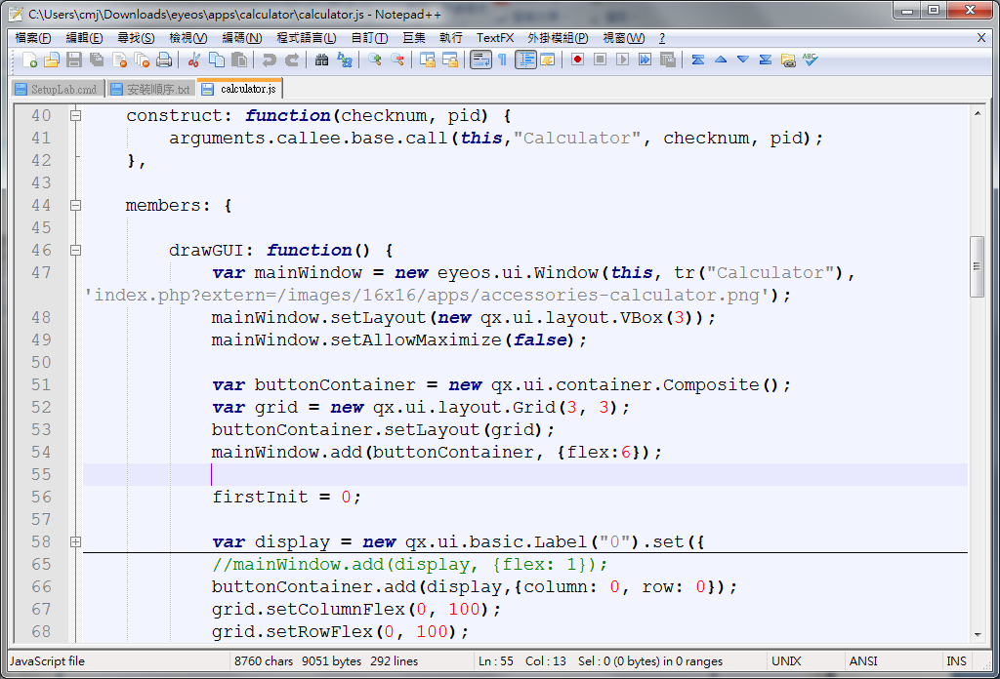 C:\Users\cmj\Downloads\eyeos\apps\calculator\calculator.js - Notepad++
檔案(F) 編輯(E) 尋找(S) 檢視(V) 編碼(N) 程式語言(L) 自訂(T) 巨集 執行 TextFX 外掛模組(P) 視窗(W) ? X
SetupLab.cmd 安裝順序.txt calculator.js
40 construct: function(checknum, pid) {
41 arguments.callee.base.call(this,"Calculator", checknum, pid);
42 },
43
44 members: {
45
46 drawGUI: function() {
47 var mainWindow = new eyeos.ui.Window(this, tr("Calculator"),
'index.php?extern=/images/16x16/apps/accessories-calculator.png');
48 mainWindow.setLayout(new qx.ui.layout.VBox(3));
49 mainWindow.setAllowMaximize(false);
50
51 var buttonContainer = new qx.ui.container.Composite();
52 var grid = new qx.ui.layout.Grid(3, 3);
53 buttonContainer.setLayout(grid);
54 mainWindow.add(buttonContainer, {flex:6});
55
56 firstInit = 0;
57
58 var display = new qx.ui.basic.Label("0").set({
65 //mainWindow.add(display, {flex: 1});
66 buttonContainer.add(display,{column: 0, row: 0});
67 grid.setColumnFlex(0, 100);
68 grid.setRowFlex(0, 100);
JavaScript file 8760 chars 9051 bytes 292 lines Ln : 55 Col : 13 Sel : 0 (0 bytes) in 0 ranges UNIX ANSI INS